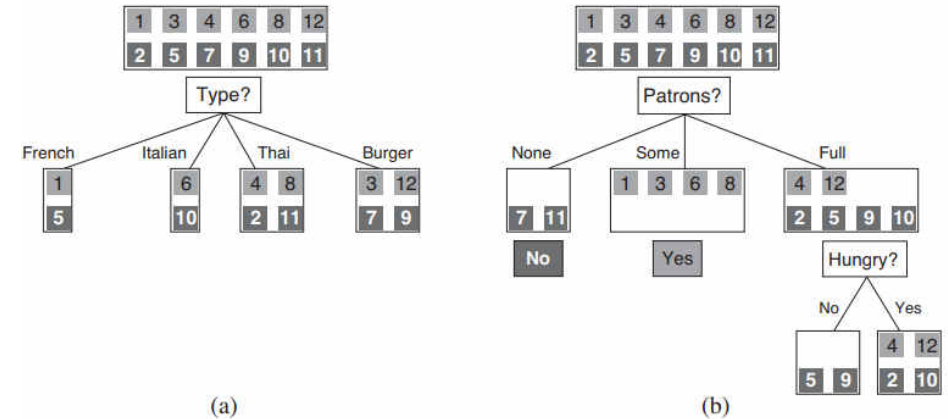 1 3 4 6 8 12
2 5 7 9 10 11
Type?
French Italian Thai Burger
1 6 4 8 3 12
5 10 2 11 7 9
(a)
1 3 4 6 8 12
2 5 7 9 10 11
Patrons?
None Some Full
1 3 6 8 4 12
7 11 2 5 9 10
No Yes Hungry?
No Yes
4 12
5 9 2 10
(b)